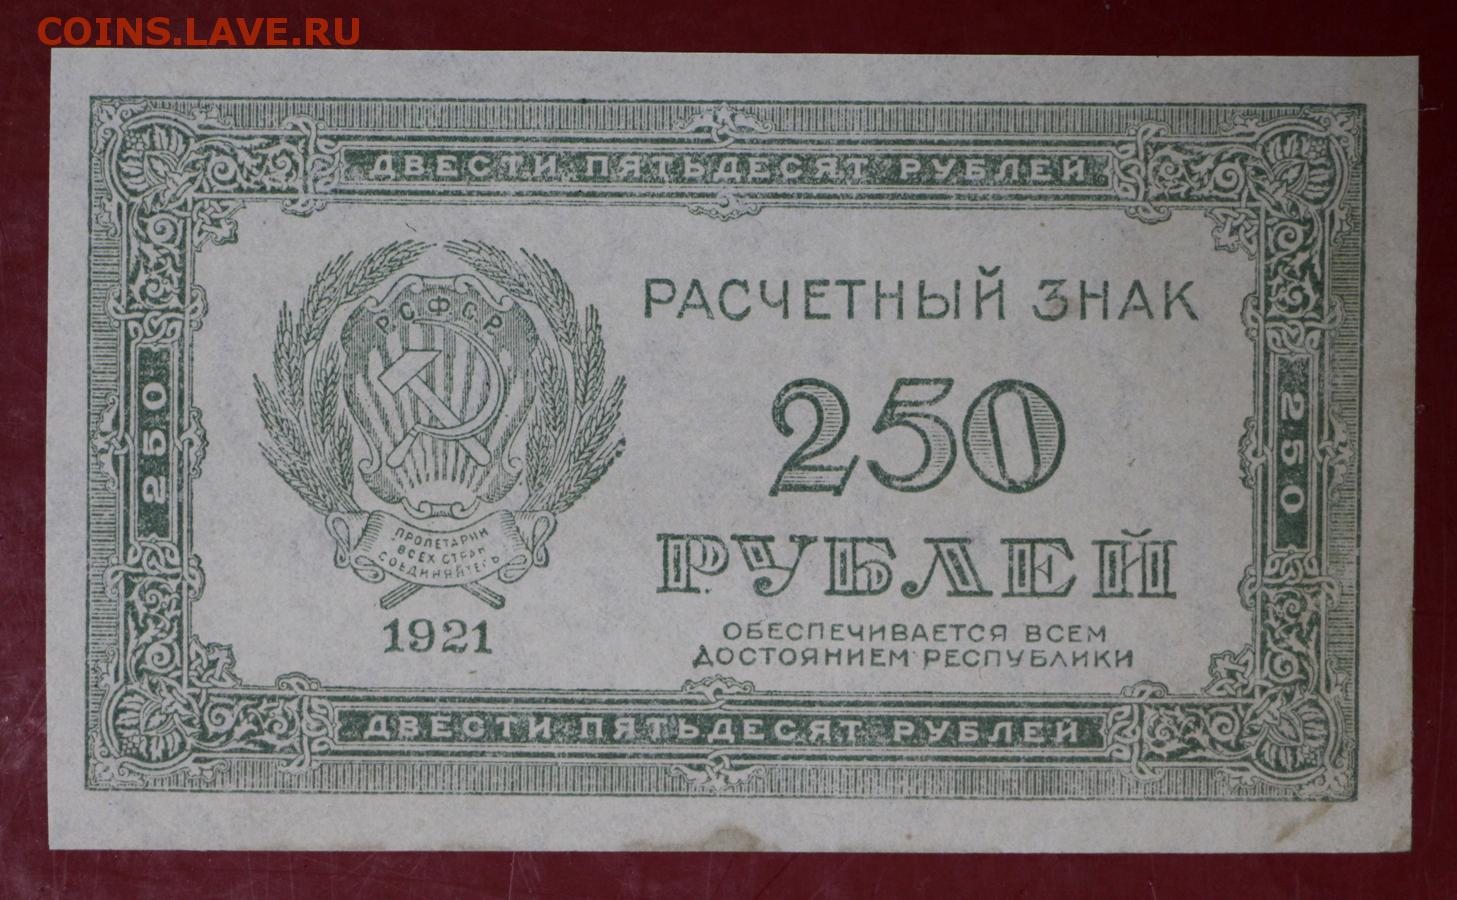 COINS.LAVE.RU
ДВЕСТИ ПЯТЬДЕСЯТ РУБЛЕЙ
Р.С.Ф.С.Р.
РАСЧЕТНЫЙ ЗНАК
250
250
250
РУБЛЕЙ
ПРОЛЕТАРИИ
ВСЕХ СТРАН
СОЕДИНЯЙТЕСЬ
1921
ОБЕСПЕЧИВАЕТСЯ ВСЕМ
ДОСТОЯНИЕМ РЕСПУБЛИКИ
ДВЕСТИ ПЯТЬДЕСЯТ РУБЛЕЙ